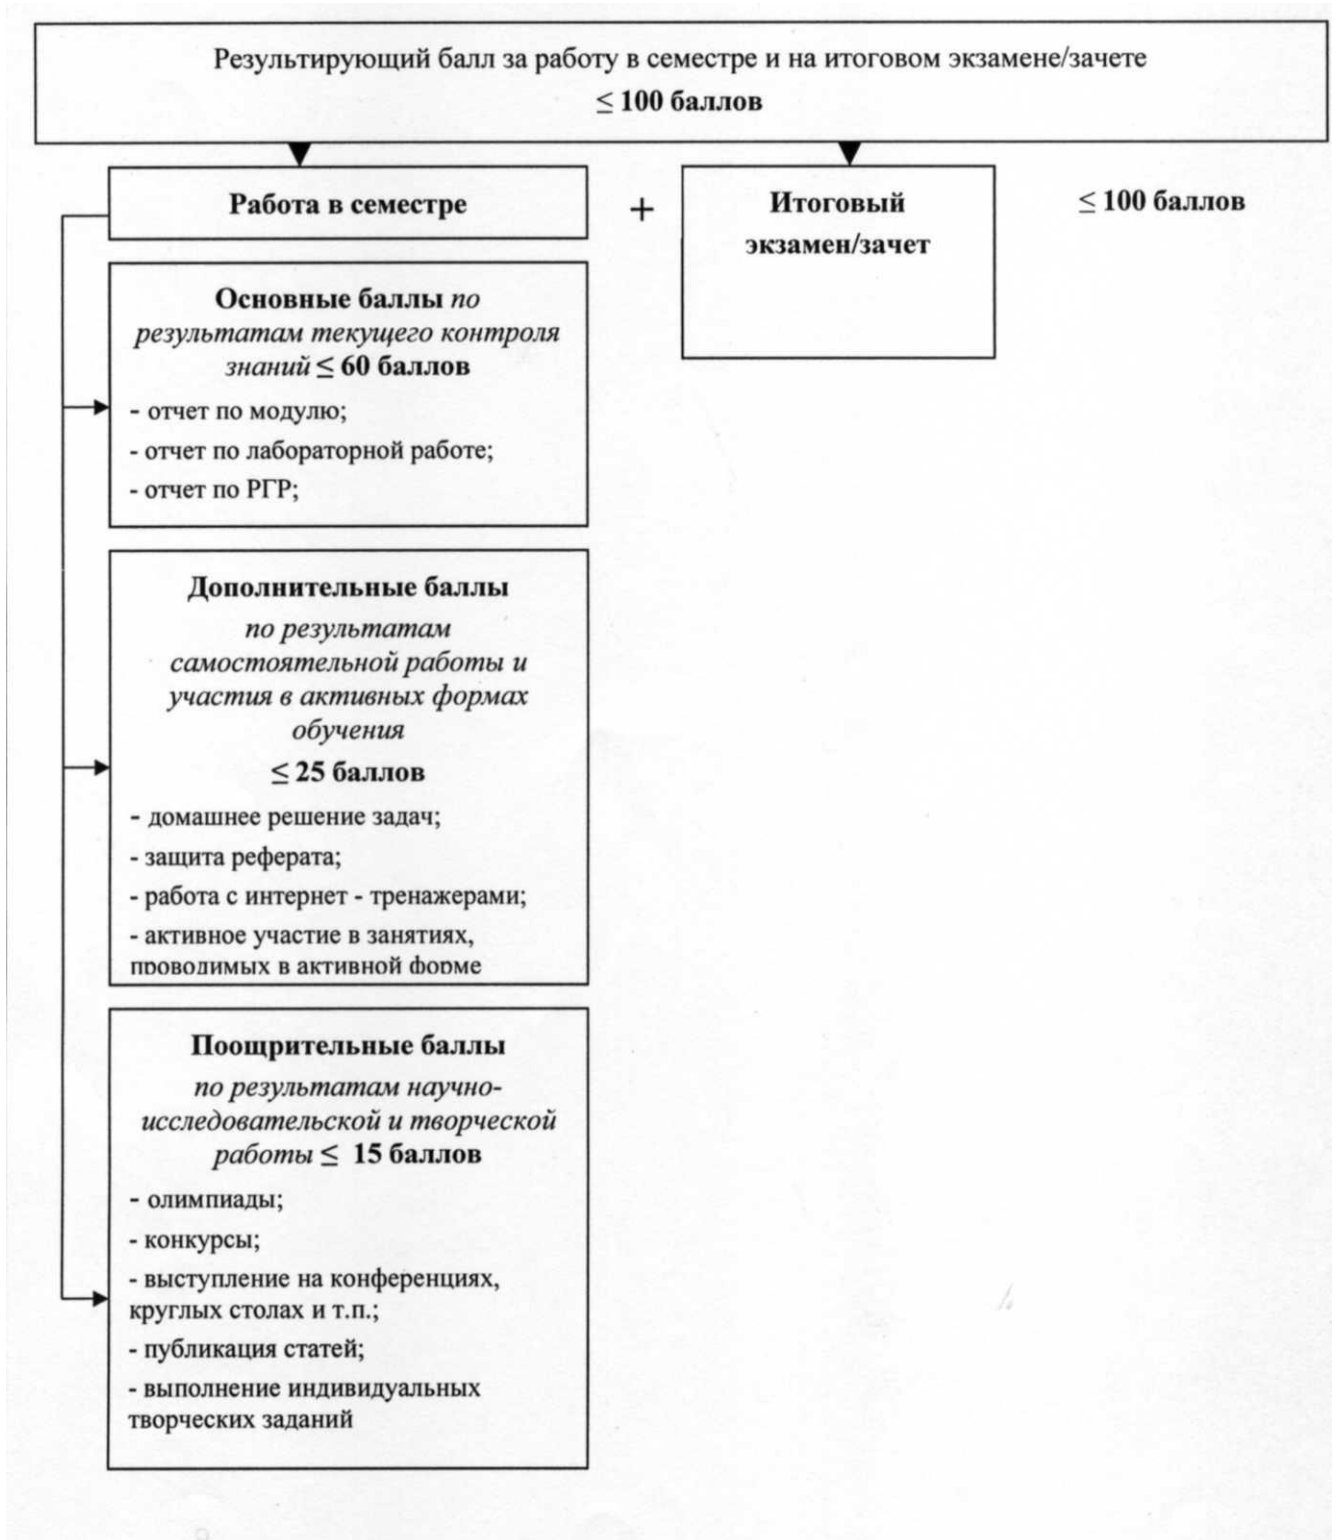 Результирующий балл за работу в семестре и на итоговом экзамене/зачете
≤ 100 баллов
Работа в семестре
+
Итоговый
экзамен/зачет
≤ 100 баллов
Основные баллы по
результатам текущего контроля
знаний ≤ 60 баллов
- отчет по модулю;
- отчет по лабораторной работе;
- отчет по РГР;
Дополнительные баллы
по результатам
самостоятельной работы и
участия в активных формах
обучения
≤ 25 баллов
- домашнее решение задач;
- защита реферата;
- работа с интернет - тренажерами;
- активное участие в занятиях,
проводимых в активной форме
Поощрительные баллы
по результатам научно-
исследовательской и творческой
работы ≤ 15 баллов
- олимпиады;
- конкурсы;
- выступление на конференциях,
круглых столах и т.п.;
- публикация статей;
- выполнение индивидуальных
творческих заданий